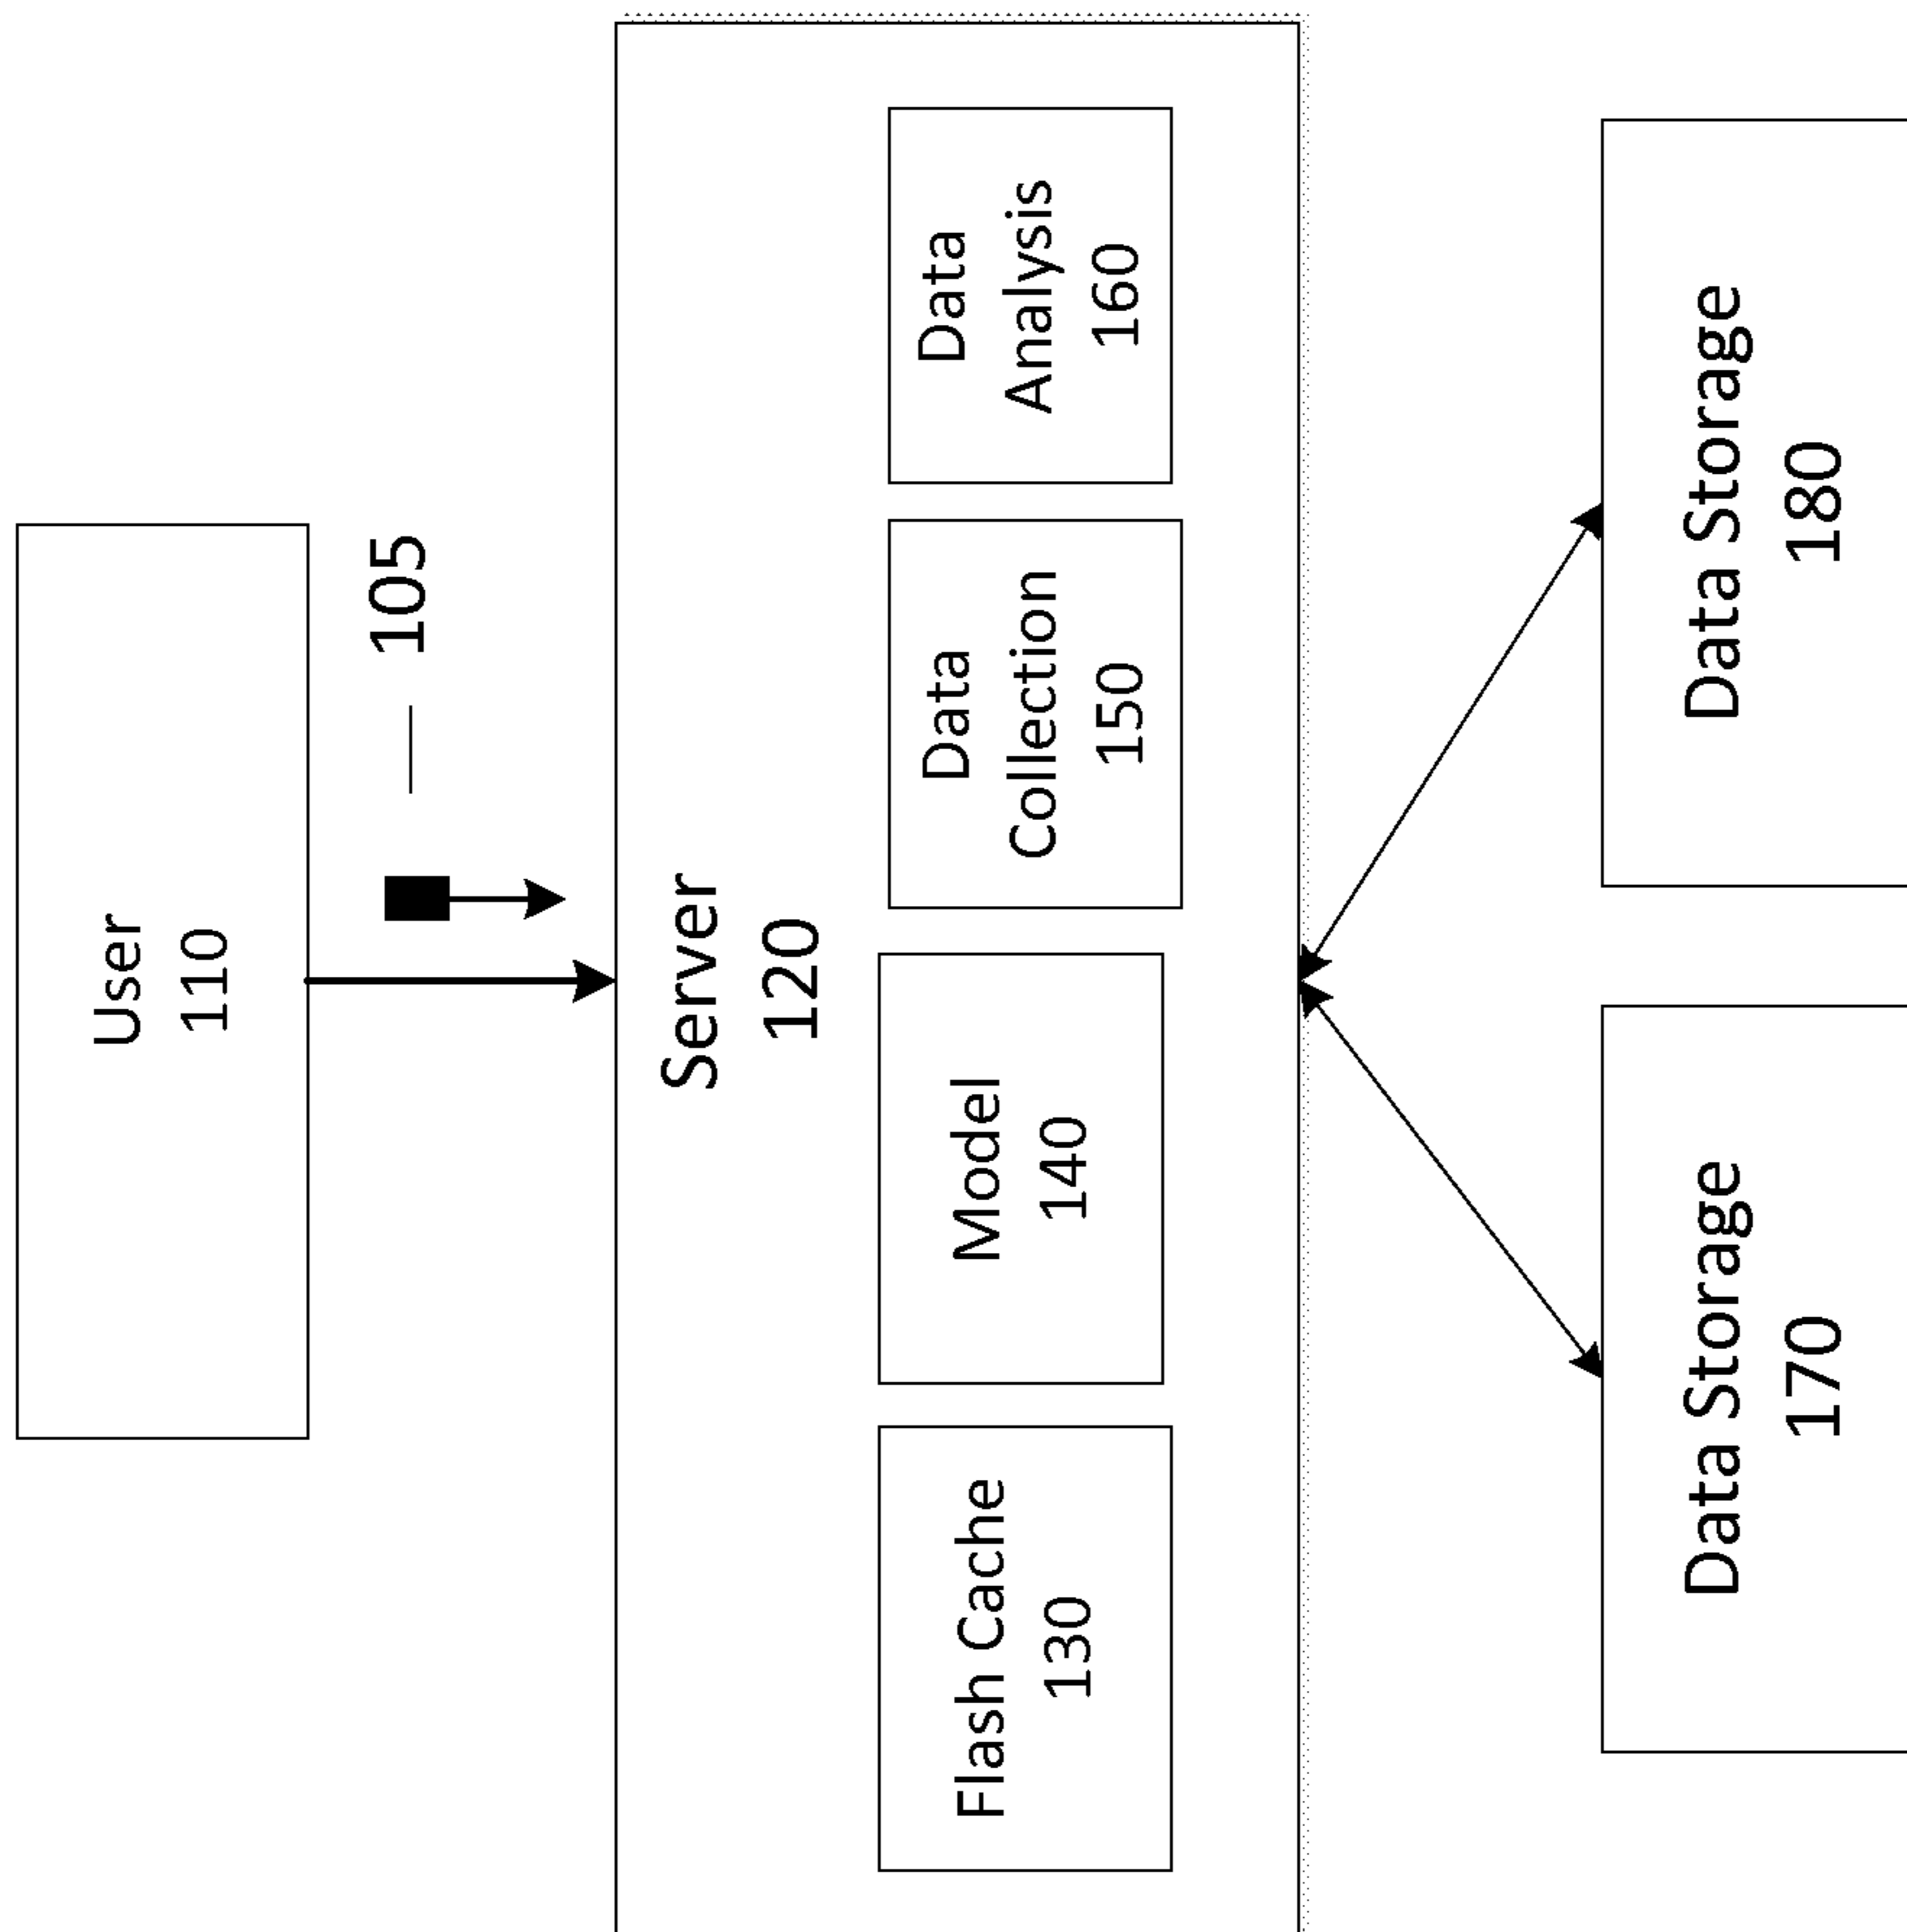 User
110
105
Server
120
Flash Cache
130
Model
140
Data
Collection
150
Data
Analysis
160
Data Storage
170
Data Storage
180